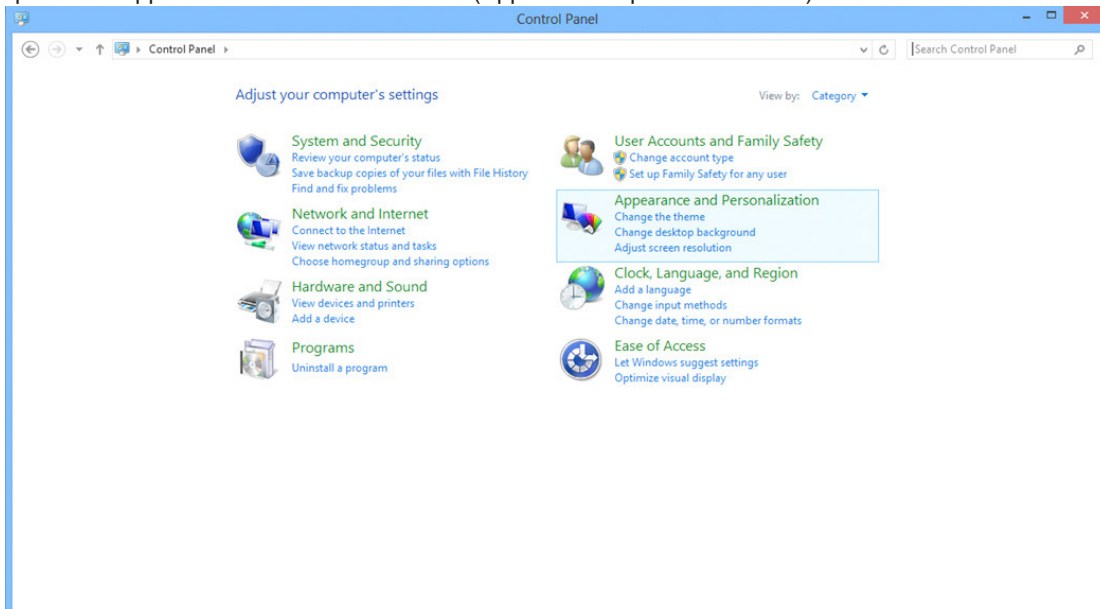 Control Panel
Control Panel
Search Control Panel
Adjust your computer's settings
View by: Category
System and Security
Review your computer's status
Save backup copies of your files with File History
Find and fix problems
Network and Internet
Connect to the Internet
View network status and tasks
Choose homegroup and sharing options
Hardware and Sound
View devices and printers
Add a device
Programs
Uninstall a program
User Accounts and Family Safety
Change account type
Set up Family Safety for any user
Appearance and Personalization
Change the theme
Change desktop background
Adjust screen resolution
Clock, Language, and Region
Add a language
Change input methods
Change date, time, or number formats
Ease of Access
Let Windows suggest settings
Optimize visual display